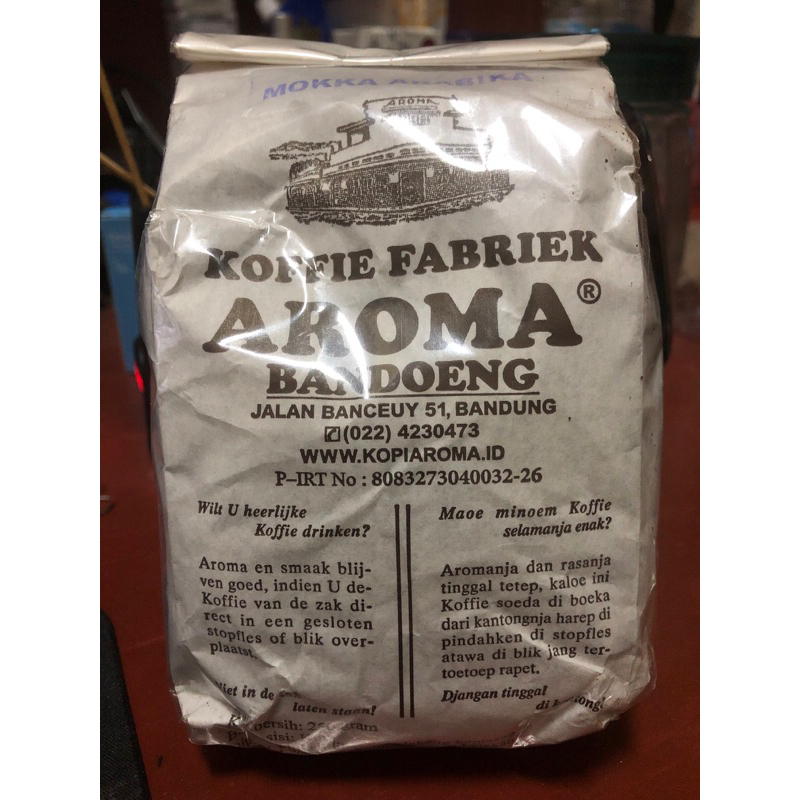 MOKKA ARABIKA
AROMA
KOFFIE FABRIEK
AROMA®
BANDOENG
JALAN BANCEUY 51, BANDUNG
✆(022) 4230473
WWW.KOPIAROMA.ID
P–IRT No : 8083273040032-26
Wilt U heerlijke
Koffie drinken?
Aroma en smaak blij-
ven goed, indien U de-
Koffie van de zak di-
rect in een gesloten
stopfles of blik over-
plaatst.
Niet in de
laten staan!
Maoe minoem Koffie
selamanja enak?
Aromanja dan rasanja
tinggal tetep, kaloe ini
Koffie soeda di boeka
dari kantongnja harep di
pindahken di stopfles
atawa di blik jang ter-
toetoep rapet.
Djangan tinggal
di